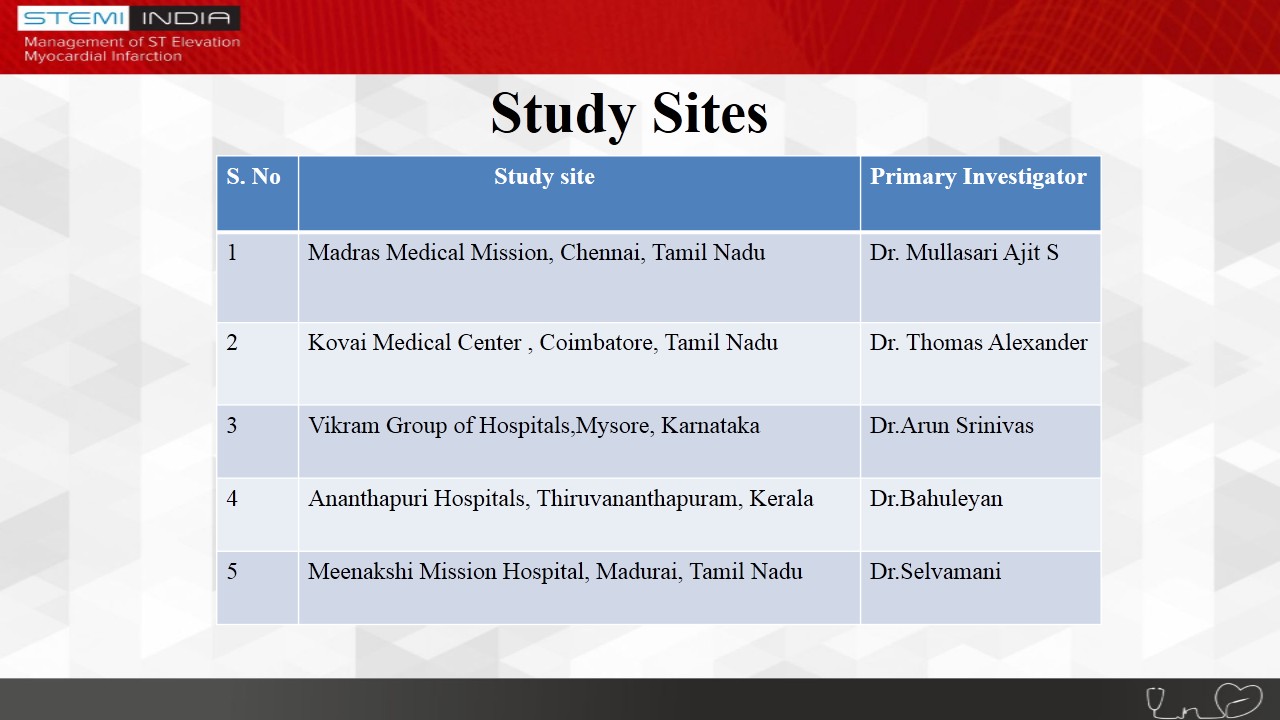 STEMI INDIA
Management of ST Elevation
Myocardial Infarction
Study Sites
S. No Study site Primary Investigator
1 Madras Medical Mission, Chennai, Tamil Nadu Dr. Mullasari Ajit S
2 Kovai Medical Center , Coimbatore, Tamil Nadu Dr. Thomas Alexander
3 Vikram Group of Hospitals,Mysore, Karnataka Dr.Arun Srinivas
4 Ananthapuri Hospitals, Thiruvananthapuram, Kerala Dr.Bahuleyan
5 Meenakshi Mission Hospital, Madurai, Tamil Nadu Dr.Selvamani